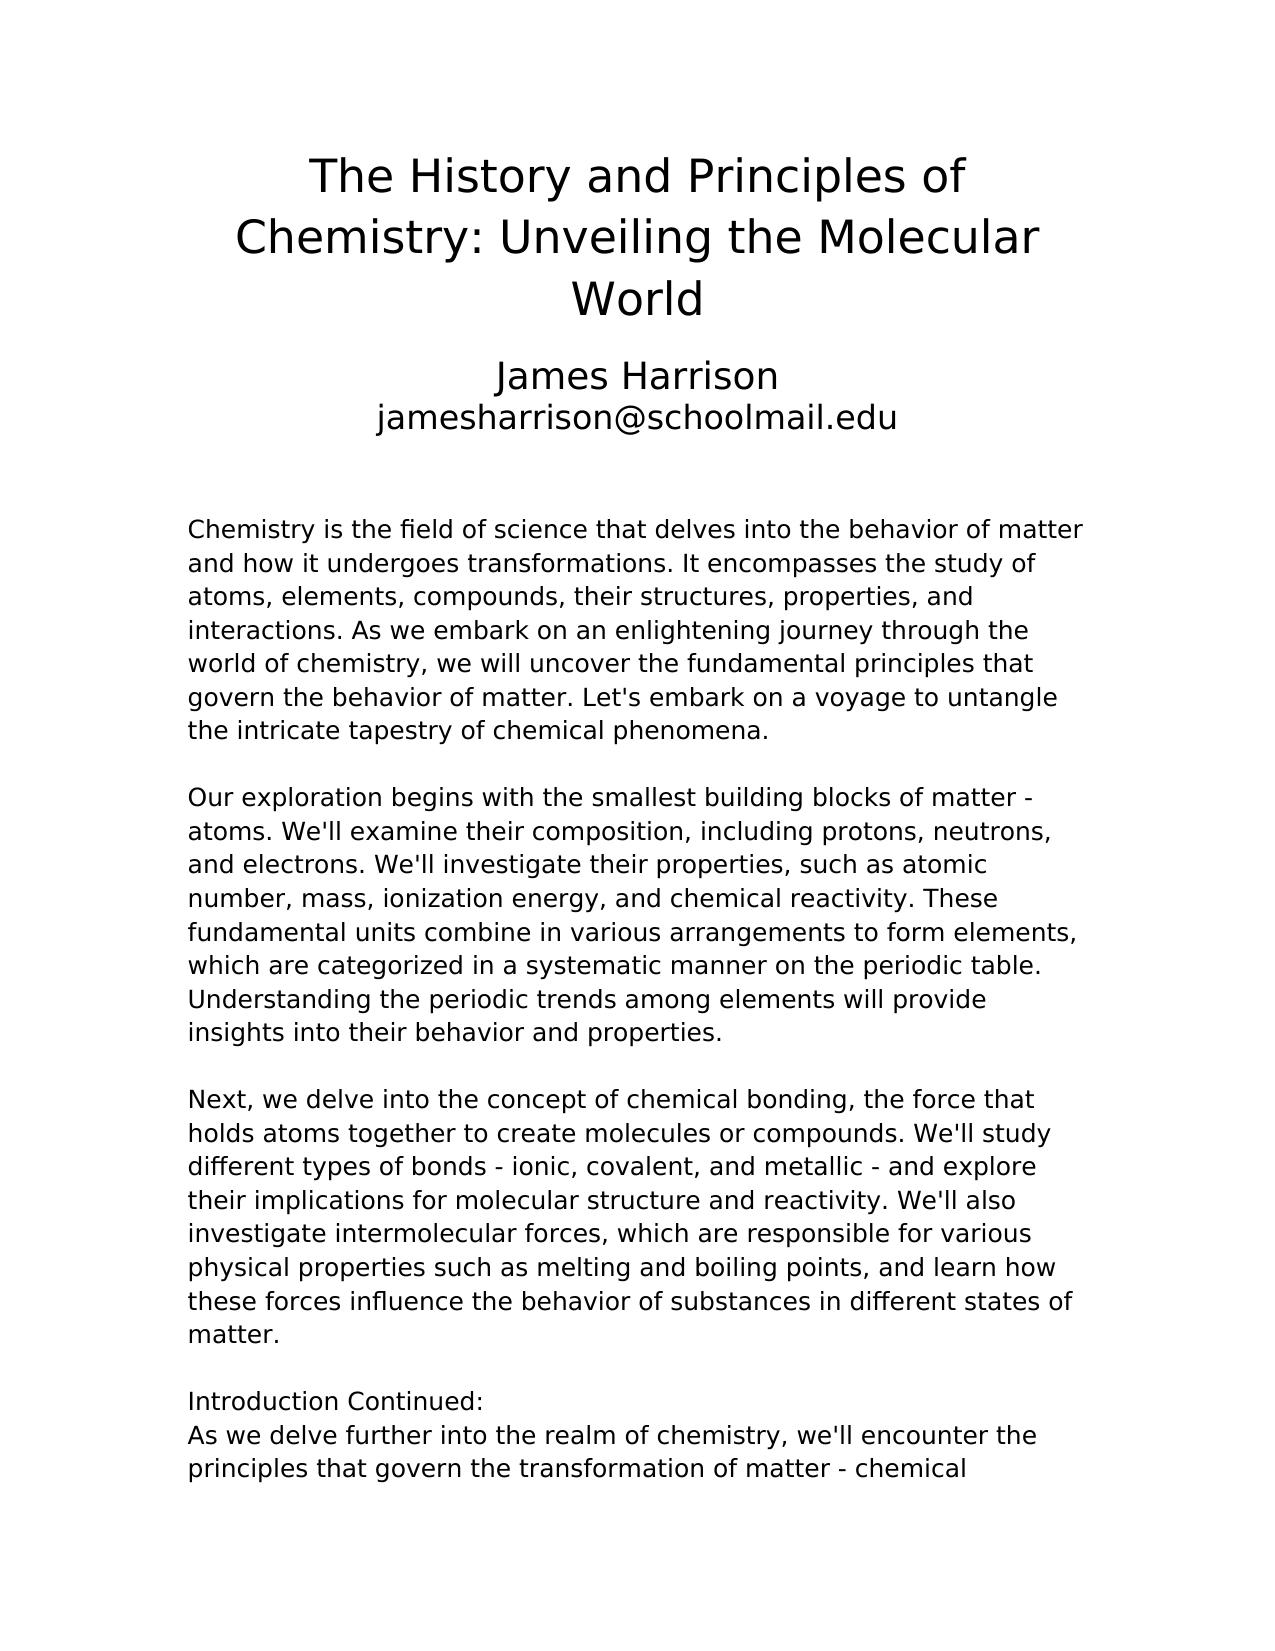 The History and Principles of
Chemistry: Unveiling the Molecular
World
James Harrison
jamesharrison@schoolmail.edu
Chemistry is the field of science that delves into the behavior of matter
and how it undergoes transformations. It encompasses the study of
atoms, elements, compounds, their structures, properties, and
interactions. As we embark on an enlightening journey through the
world of chemistry, we will uncover the fundamental principles that
govern the behavior of matter. Let's embark on a voyage to untangle
the intricate tapestry of chemical phenomena.
Our exploration begins with the smallest building blocks of matter -
atoms. We'll examine their composition, including protons, neutrons,
and electrons. We'll investigate their properties, such as atomic
number, mass, ionization energy, and chemical reactivity. These
fundamental units combine in various arrangements to form elements,
which are categorized in a systematic manner on the periodic table.
Understanding the periodic trends among elements will provide
insights into their behavior and properties.
Next, we delve into the concept of chemical bonding, the force that
holds atoms together to create molecules or compounds. We'll study
different types of bonds - ionic, covalent, and metallic - and explore
their implications for molecular structure and reactivity. We'll also
investigate intermolecular forces, which are responsible for various
physical properties such as melting and boiling points, and learn how
these forces influence the behavior of substances in different states of
matter.
Introduction Continued:
As we delve further into the realm of chemistry, we'll encounter the
principles that govern the transformation of matter - chemical